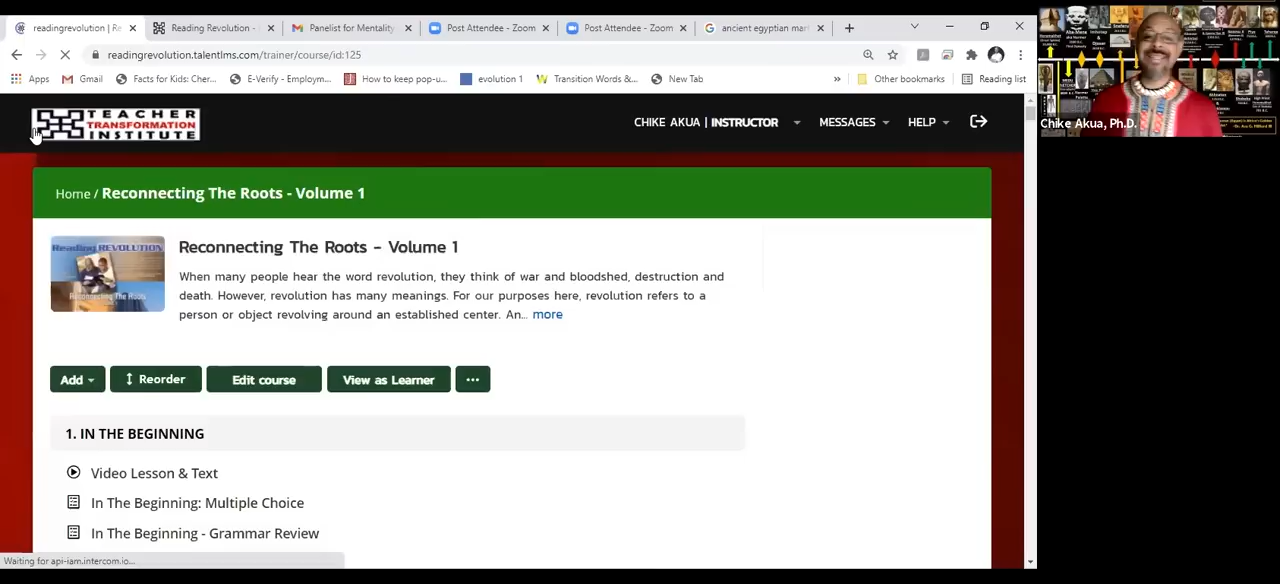 readingrevolution | R
Reading Revolution -
Panelist for Mentality
Post Attendee - Zoom
Post Attendee - Zoom
ancient egyptian mar
readingrevolution.talentlms.com/trainer/course/id:125
Apps
Gmail
Facts for Kids: Cher...
E-Verify - Employm...
How to keep pop-u...
evolution 1
Transition Words &...
New Tab
»
Other bookmarks
Reading list
TEACHER
TRANSFORMATION
INSTITUTE
CHIKE AKUA | INSTRUCTOR
MESSAGES
HELP
Chike Akua, Ph.D.
Home / Reconnecting The Roots - Volume 1
Reading REVOLUTION
Reconnecting The Roots
Reconnecting The Roots - Volume 1
When many people hear the word revolution, they think of war and bloodshed, destruction and
death. However, revolution has many meanings. For our purposes here, revolution refers to a
person or object revolving around an established center. An... more
Add
Reorder
Edit course
View as Learner
...
1. IN THE BEGINNING
Video Lesson & Text
In The Beginning: Multiple Choice
In The Beginning - Grammar Review
Waiting for api-iam.intercom.io...